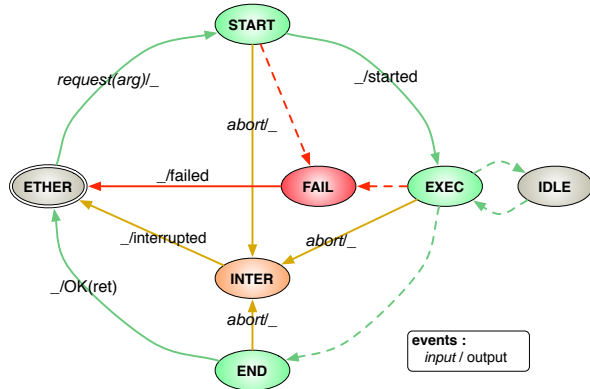 START
_/started
request(arg)/_
abort/_
ETHER
_/failed
FAIL
EXEC
IDLE
_/interrupted
abort/_
INTER
_/OK(ret)
abort/_
END
events :
input / output